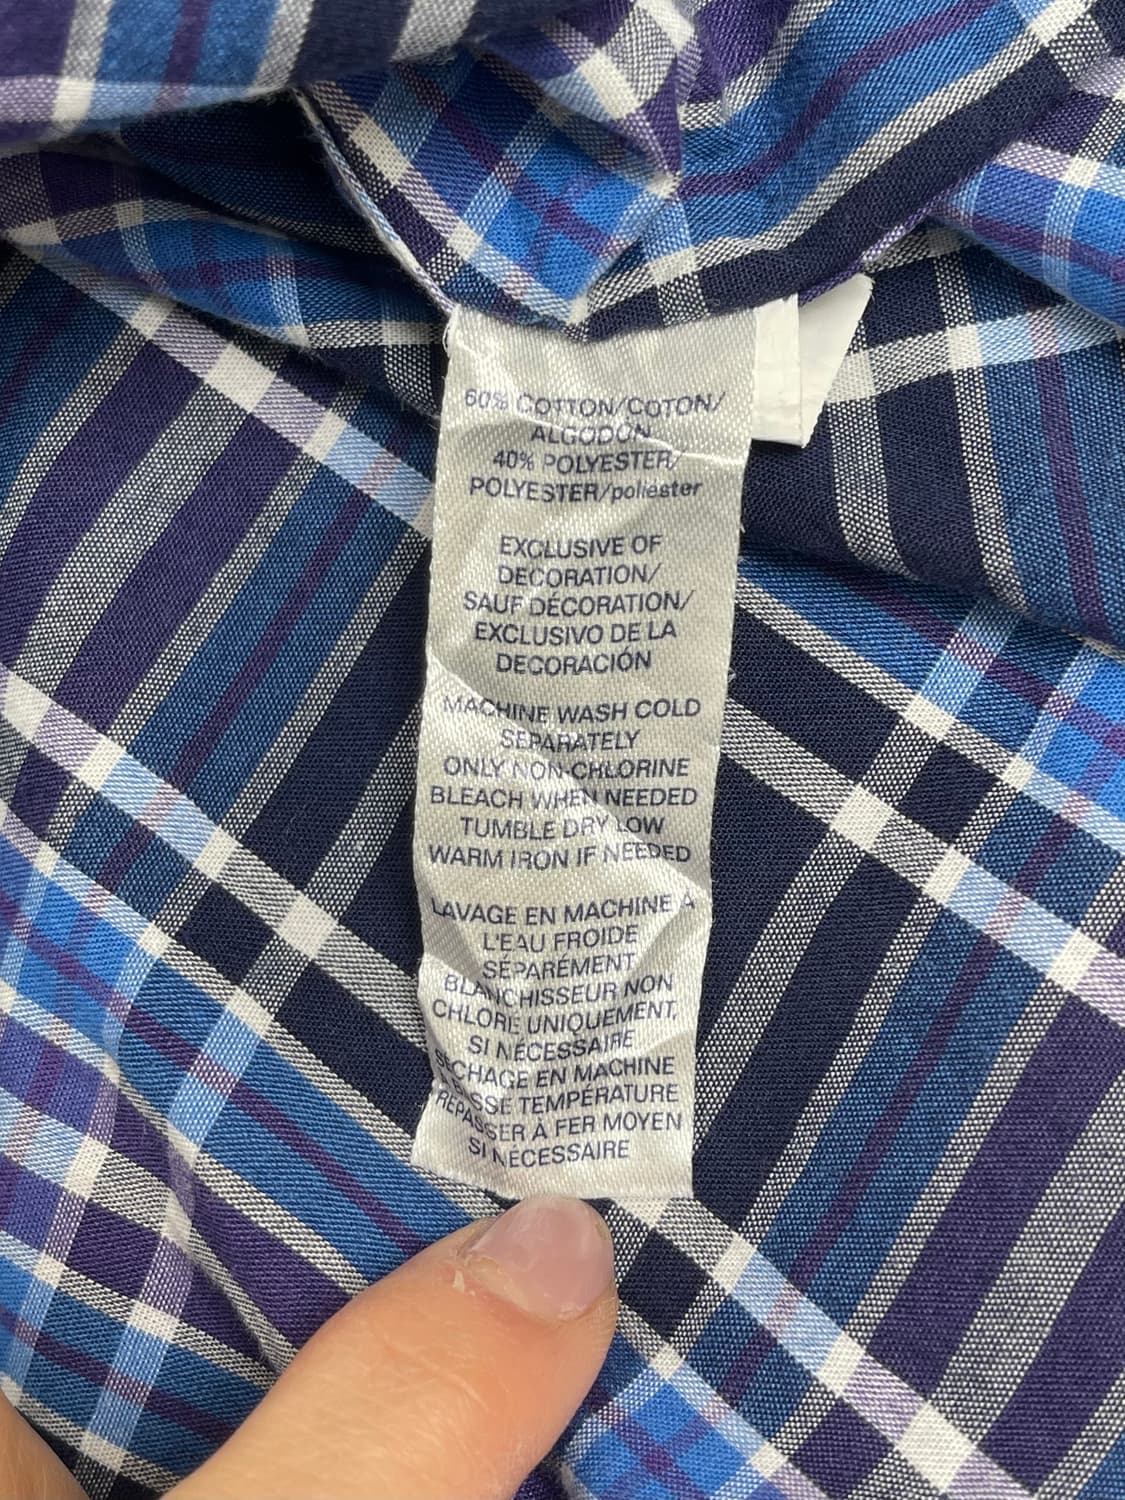 60% COTTON/COTON/
ALGODÓN
40% POLYESTER/
POLYESTER/poliester
EXCLUSIVE OF
DECORATION/
SAUF DÉCORATION/
EXCLUSIVO DE LA
DECORACIÓN
MACHINE WASH COLD
SEPARATELY
ONLY NON-CHLORINE
BLEACH WHEN NEEDED
TUMBLE DRY LOW
WARM IRON IF NEEDED
LAVAGE EN MACHINE À
L'EAU FROIDE
SÉPARÉMENT
BLANCHISSEUR NON
CHLORE UNIQUEMENT,
SI NÉCESSAIRE
SÉCHAGE EN MACHINE
À BASSE TEMPÉRATURE
REPASSER À FER MOYEN
SI NÉCESSAIRE